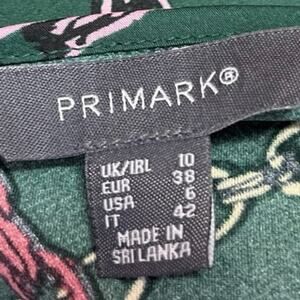 PRIMARK®
UK/IRL 10
EUR 38
USA 6
IT 42
MADE IN
SRI LANKA